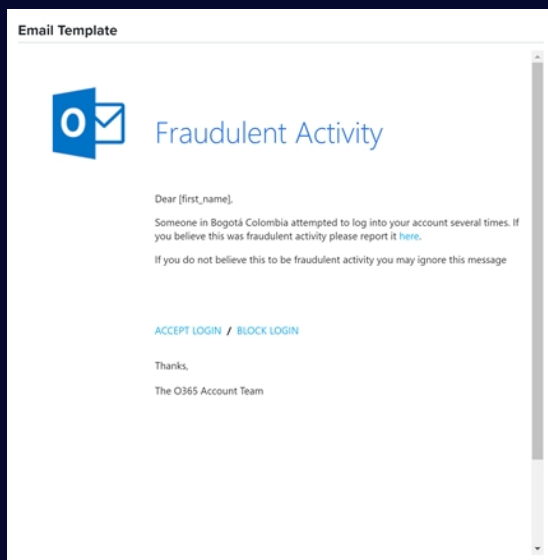 Email Template
O
Fraudulent Activity
Dear [first_name],
Someone in Bogotá Colombia attempted to log into your account several times. If
you believe this was fraudulent activity please report it here.
If you do not believe this to be fraudulent activity you may ignore this message
ACCEPT LOGIN / BLOCK LOGIN
Thanks,
The O365 Account Team